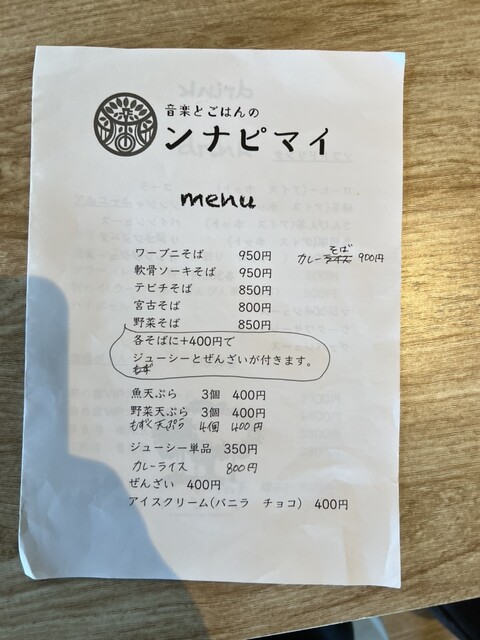 音楽とごはんの
ンナピマイ
menu
ワーブニそば 950円
カレーそば 900円
軟骨ソーキそば 950円
テビチそば 850円
宮古そば 800円
野菜そば 850円
各そばに+400円で
ジューシーとぜんざいが付きます。
魚天ぷら 3個 400円
野菜天ぷら 3個 400円
もずく天ぷら 4個 400円
ジューシー単品 350円
カレーライス 800円
ぜんざい 400円
アイスクリーム(バニラ チョコ) 400円